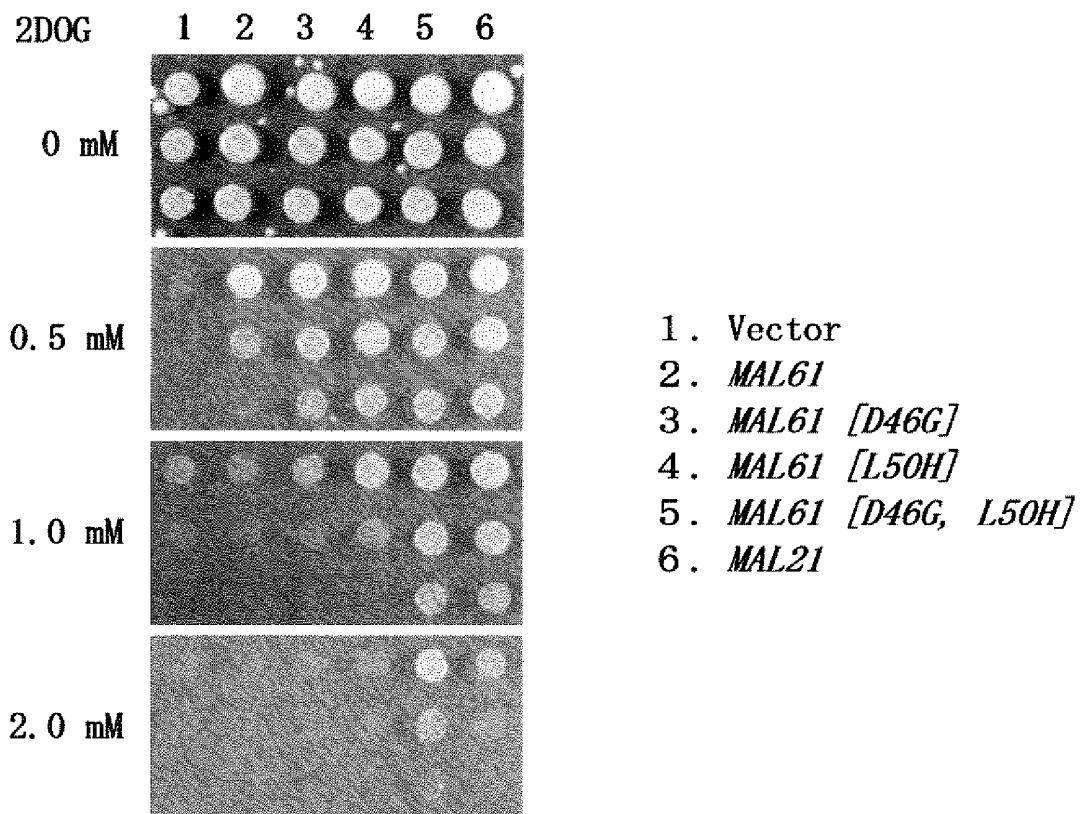 2DOG 1 2 3 4 5 6
0 mM
0.5 mM
1.0 mM
2.0 mM
1. Vector
2. MAL61
3. MAL61 [D46G]
4. MAL61 [L50H]
5. MAL61 [D46G, L50H]
6. MAL21